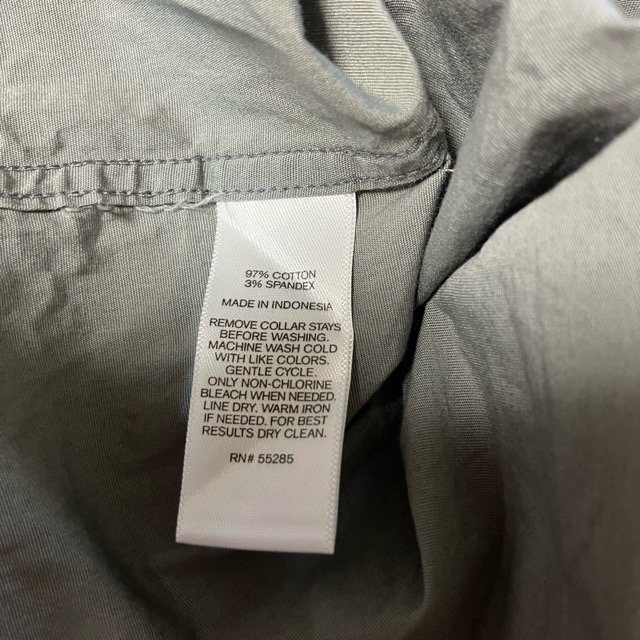 97% COTTON
3% SPANDEX
MADE IN INDONESIA
REMOVE COLLAR STAYS
BEFORE WASHING.
MACHINE WASH COLD
WITH LIKE COLORS.
GENTLE CYCLE.
ONLY NON-CHLORINE
BLEACH WHEN NEEDED.
LINE DRY. WARM IRON
IF NEEDED. FOR BEST
RESULTS DRY CLEAN.
RN# 55285